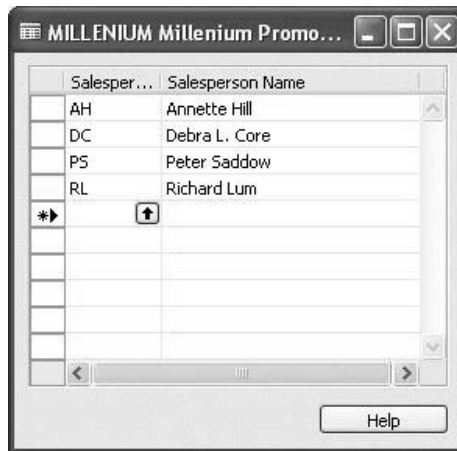 MILLENIUM Millenium Promo...
Salesper... Salesperson Name
AH Annette Hill
DC Debra L. Core
PS Peter Saddow
RL Richard Lum
Help